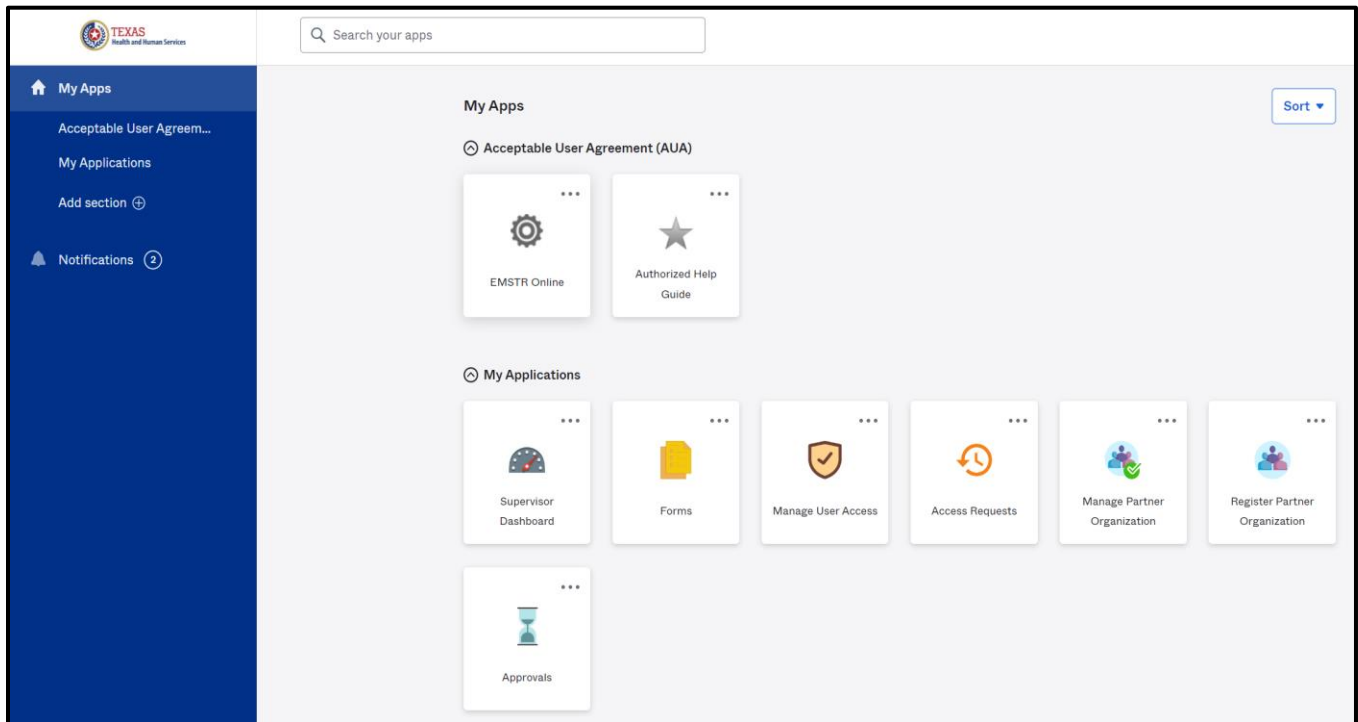 TEXAS
Health and Human Services
Search your apps
My Apps
Acceptable User Agreem...
My Applications
Add section
Notifications 2
My Apps
Sort
Acceptable User Agreement (AUA)
EMSTR Online
Authorized Help
Guide
My Applications
Supervisor
Dashboard
Forms
Manage User Access
Access Requests
Manage Partner
Organization
Register Partner
Organization
Approvals